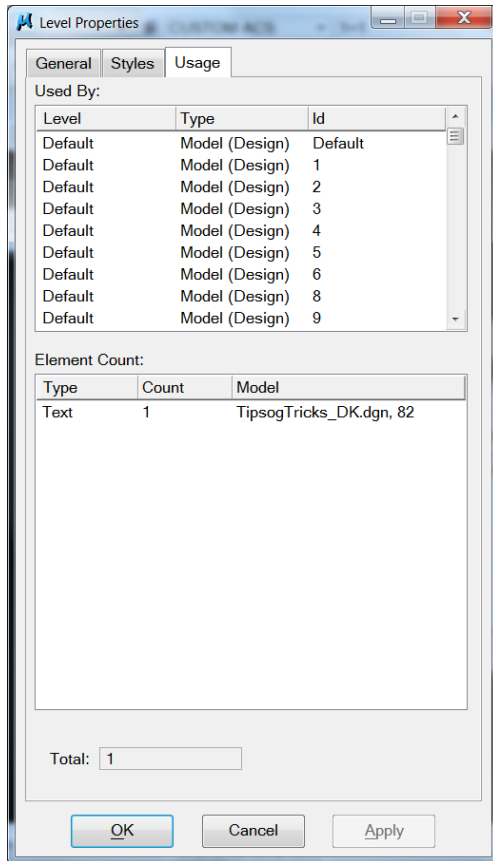 Level Properties
General Styles Usage
Used By:
Level Type Id
Default Model (Design) Default
Default Model (Design) 1
Default Model (Design) 2
Default Model (Design) 3
Default Model (Design) 4
Default Model (Design) 5
Default Model (Design) 6
Default Model (Design) 8
Default Model (Design) 9
Element Count:
Type Count Model
Text 1 TipsogTricks_DK.dgn, 82
Total: 1
OK Cancel Apply